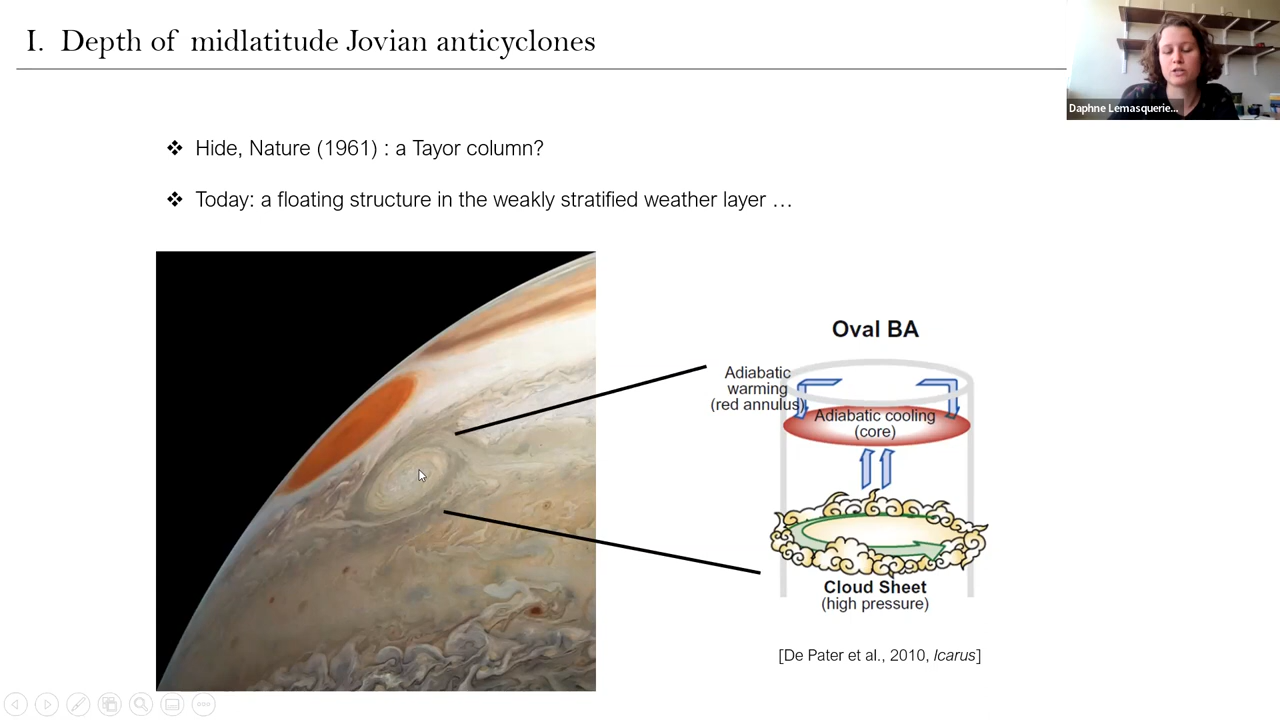 I. Depth of midlatitude Jovian anticyclones
Daphne Lemasquerie...
❖ Hide, Nature (1961) : a Tayor column?
❖ Today: a floating structure in the weakly stratified weather layer …
Oval BA
Adiabatic
warming
(red annulus)
Adiabatic cooling
(core)
Cloud Sheet
(high pressure)
[De Pater et al., 2010, Icarus]